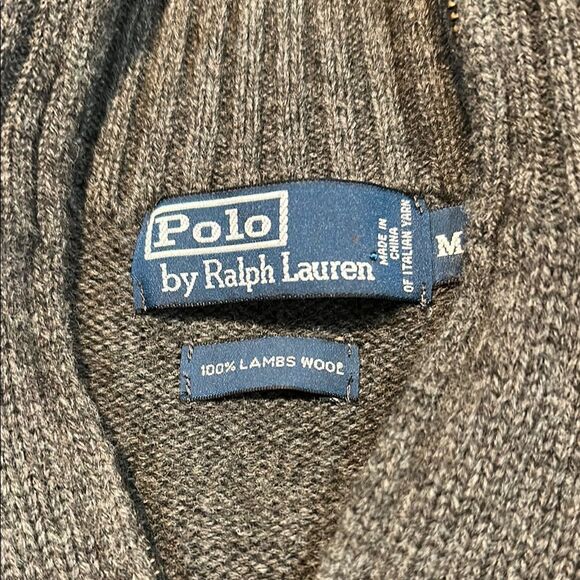 Polo
by Ralph Lauren
MADE IN
CHINA
OF ITALIAN YARN
M
100% LAMBS WOOL